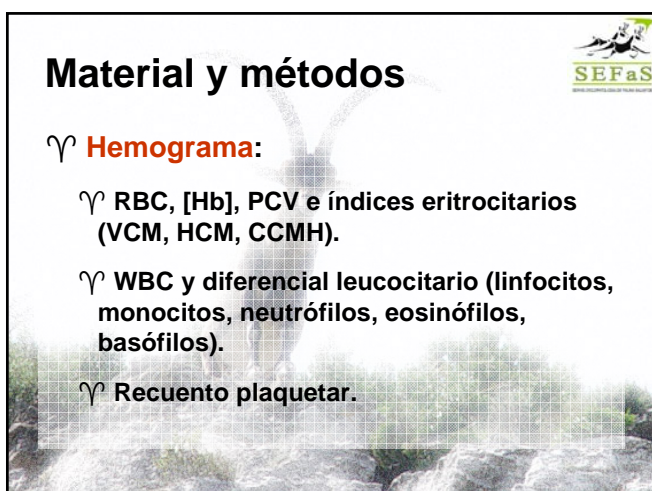 SEFaS
Material y métodos
♈ Hemograma:
♈ RBC, [Hb], PCV e índices eritrocitarios
(VCM, HCM, CCMH).
♈ WBC y diferencial leucocitario (linfocitos,
monocitos, neutrófilos, eosinófilos,
basófilos).
♈ Recuento plaquetar.